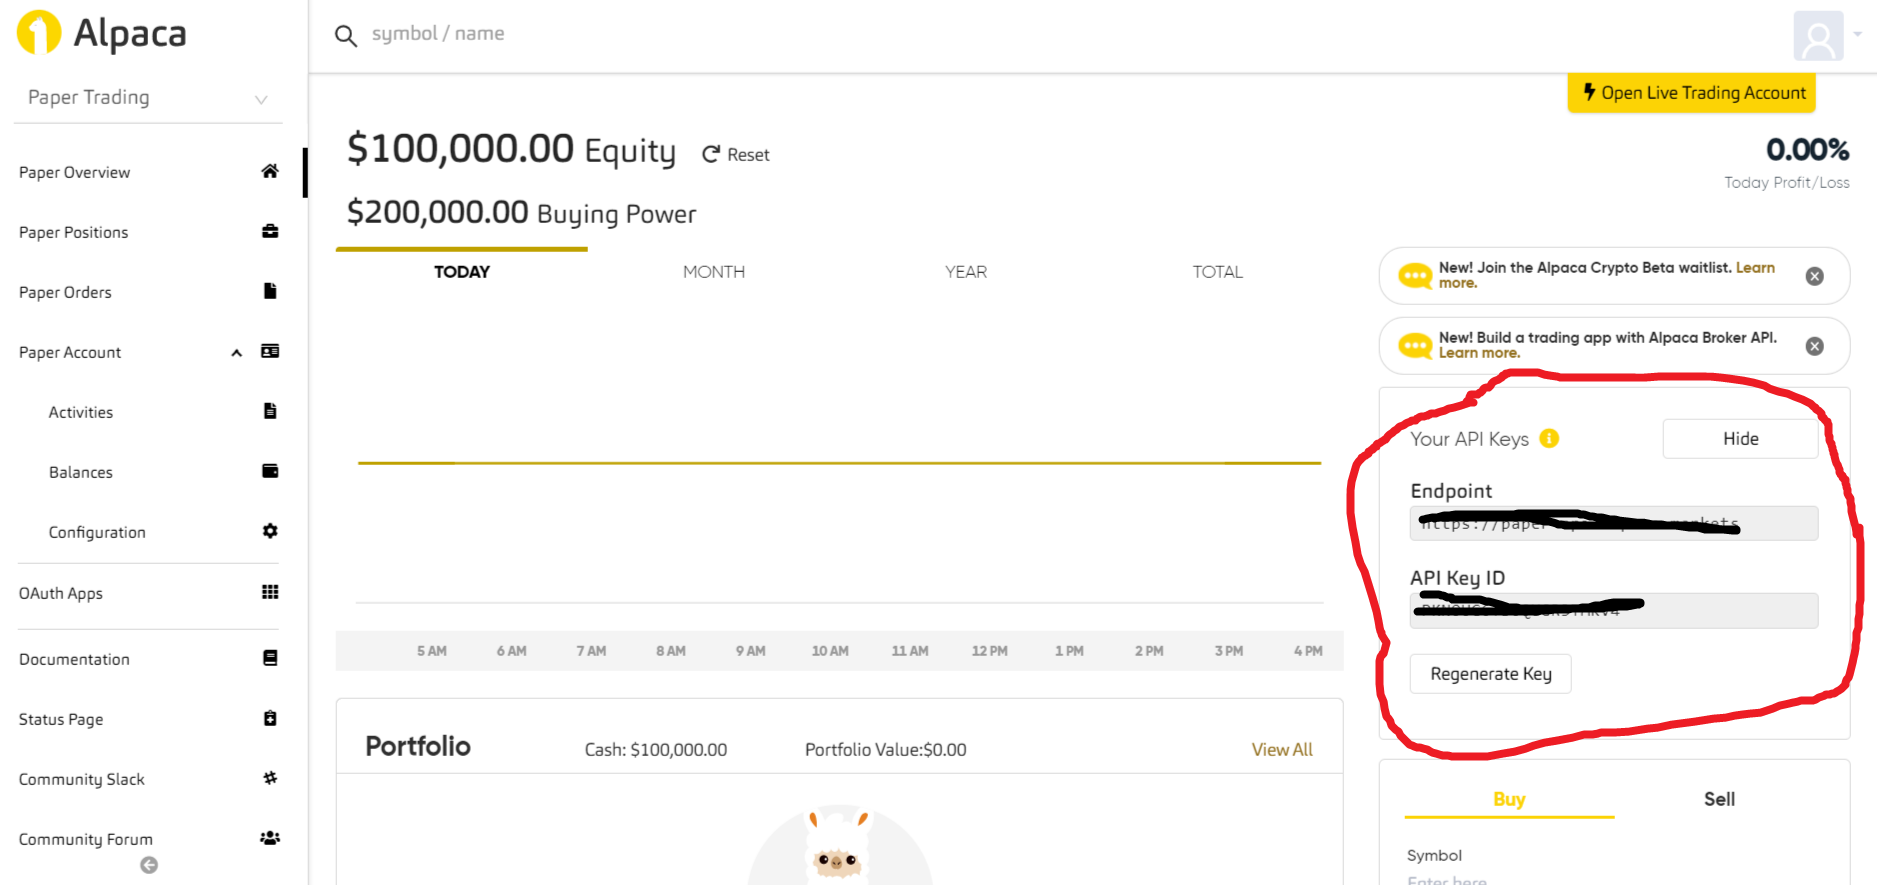 Alpaca
symbol / name
Paper Trading
Open Live Trading Account
$100,000.00 Equity Reset
0.00%
Today Profit/Loss
$200,000.00 Buying Power
Paper Overview
Paper Positions
Paper Orders
Paper Account
Activities
Balances
Configuration
OAuth Apps
Documentation
Status Page
Community Slack
Community Forum
TODAY MONTH YEAR TOTAL
5 AM 6 AM 7 AM 8 AM 9 AM 10 AM 11 AM 12 PM 1 PM 2 PM 3 PM 4 PM
Portfolio Cash: $100,000.00 Portfolio Value:$0.00 View All
New! Join the Alpaca Crypto Beta waitlist. Learn
more.
New! Build a trading app with Alpaca Broker API.
Learn more.
Your API Keys Hide
Endpoint
API Key ID
Regenerate Key
Buy Sell
Symbol
Enter here